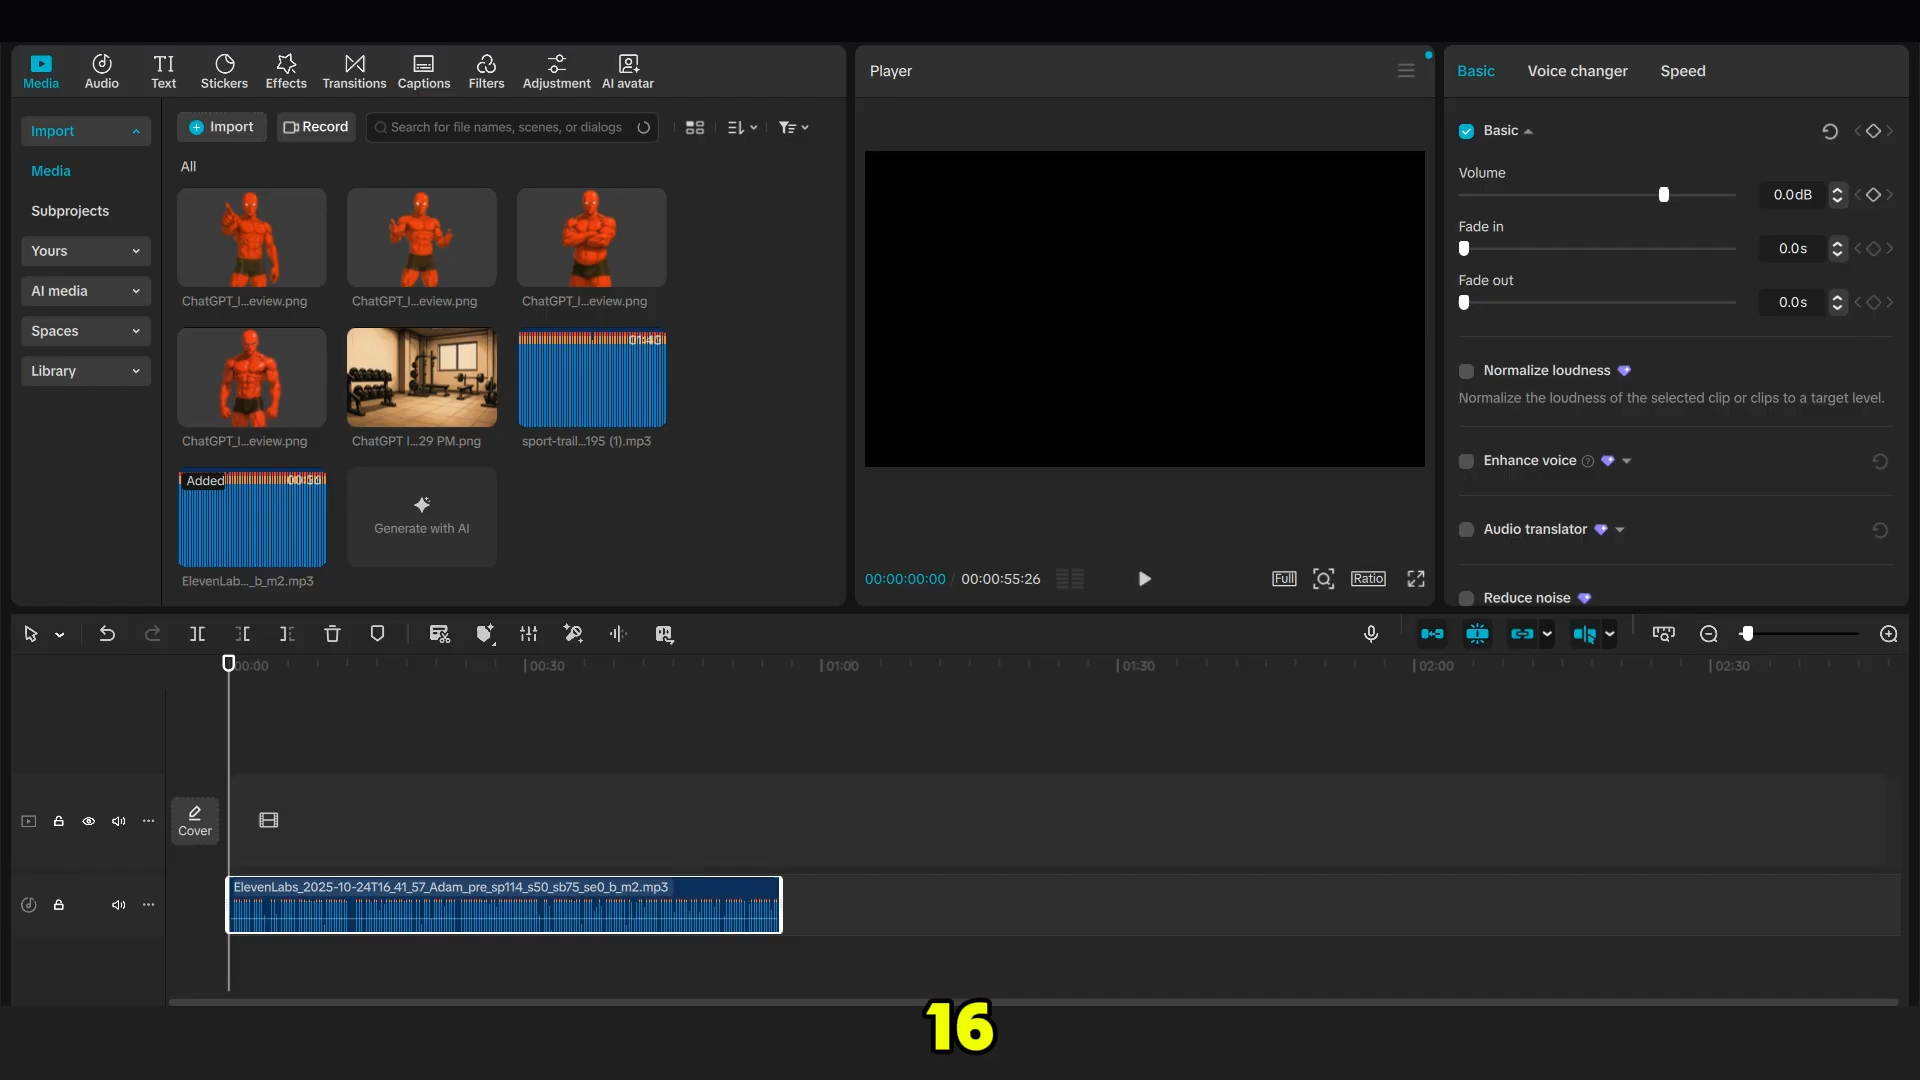 Media
Audio
Text
Stickers
Effects
Transitions
Captions
Filters
Adjustment
AI avatar
Import
Media
Subprojects
Yours
AI media
Spaces
Library
Import
Record
Search for file names, scenes, or dialogs
All
ChatGPT_I...eview.png
ChatGPT_I...eview.png
ChatGPT_I...eview.png
01:40
ChatGPT_I...eview.png
ChatGPT I...29 PM.png
sport-trail...195 (1).mp3
Added
00:56
Generate with AI
ElevenLab..._b_m2.mp3
Player
00:00:00:00 / 00:00:55:26
Full
Ratio
Basic
Voice changer
Speed
Basic
Volume
0.0dB
Fade in
0.0s
Fade out
0.0s
Normalize loudness
Normalize the loudness of the selected clip or clips to a target level.
Enhance voice
Audio translator
Reduce noise
00:00
00:30
01:00
01:30
02:00
02:30
Cover
ElevenLabs_2025-10-24T16_41_57_Adam_pre_sp114_s50_sb75_se0_b_m2.mp3
16